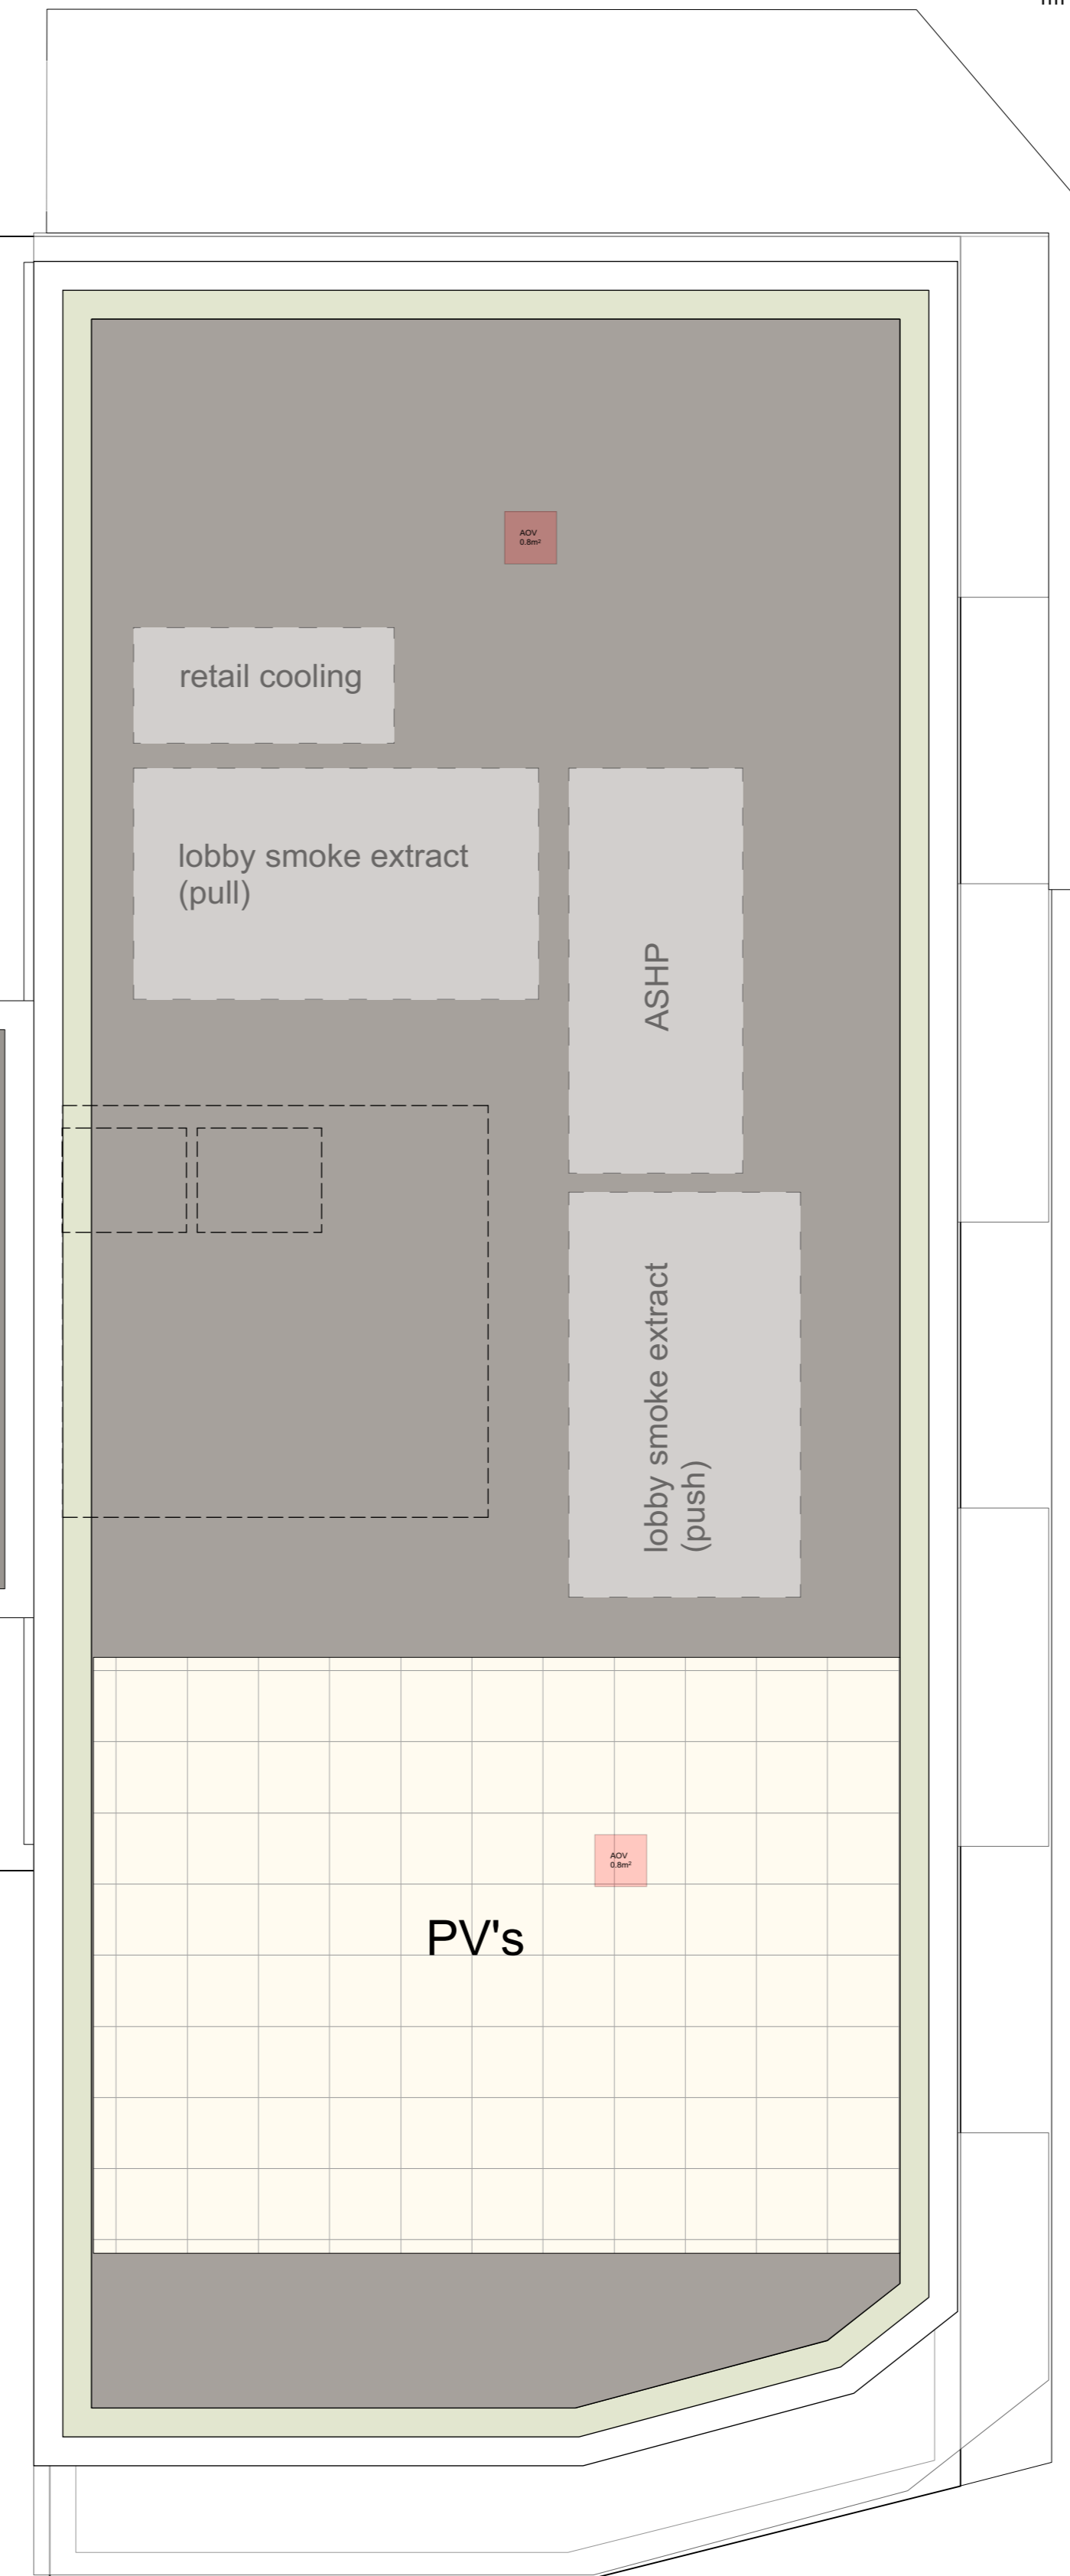 AOV
0.8m²
retail cooling
lobby smoke extract
(pull)
ASHP
lobby smoke extract
(push)
AOV
0.8m²
PV's